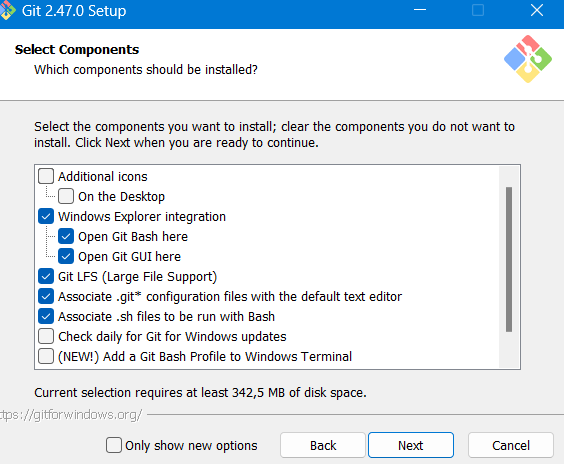 Git 2.47.0 Setup
Select Components
Which components should be installed?
Select the components you want to install; clear the components you do not want to
install. Click Next when you are ready to continue.
Additional icons
On the Desktop
Windows Explorer integration
Open Git Bash here
Open Git GUI here
Git LFS (Large File Support)
Associate .git* configuration files with the default text editor
Associate .sh files to be run with Bash
Check daily for Git for Windows updates
(NEW!) Add a Git Bash Profile to Windows Terminal
Current selection requires at least 342,5 MB of disk space.
ttps://gitforwindows.org/
Only show new options
Back
Next
Cancel